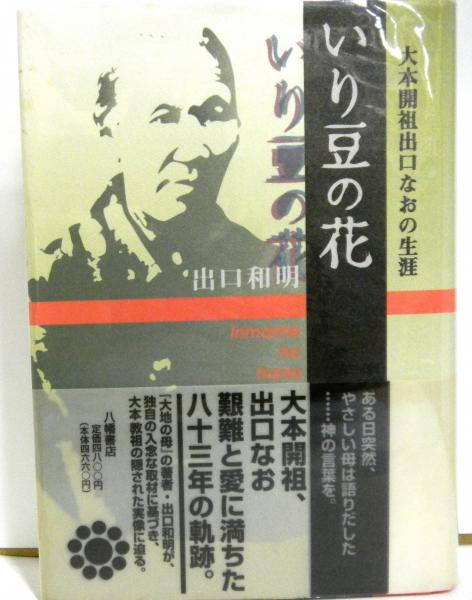 大本開祖出口なおの生涯
いり豆の花
いり豆の花
出口和明
Irimame
no
hana
ある日突然、
やさしい母は語りだした
……神の言葉を。
大本開祖、
出口なお
艱難と愛に満ちた
八十三年の軌跡。
『大地の母』の著者・出口和明が、
独自の入念な取材に基づき、
大本教祖の隠された実像に迫る。
八幡書店
定価四八〇〇円
(本体四六六〇円)